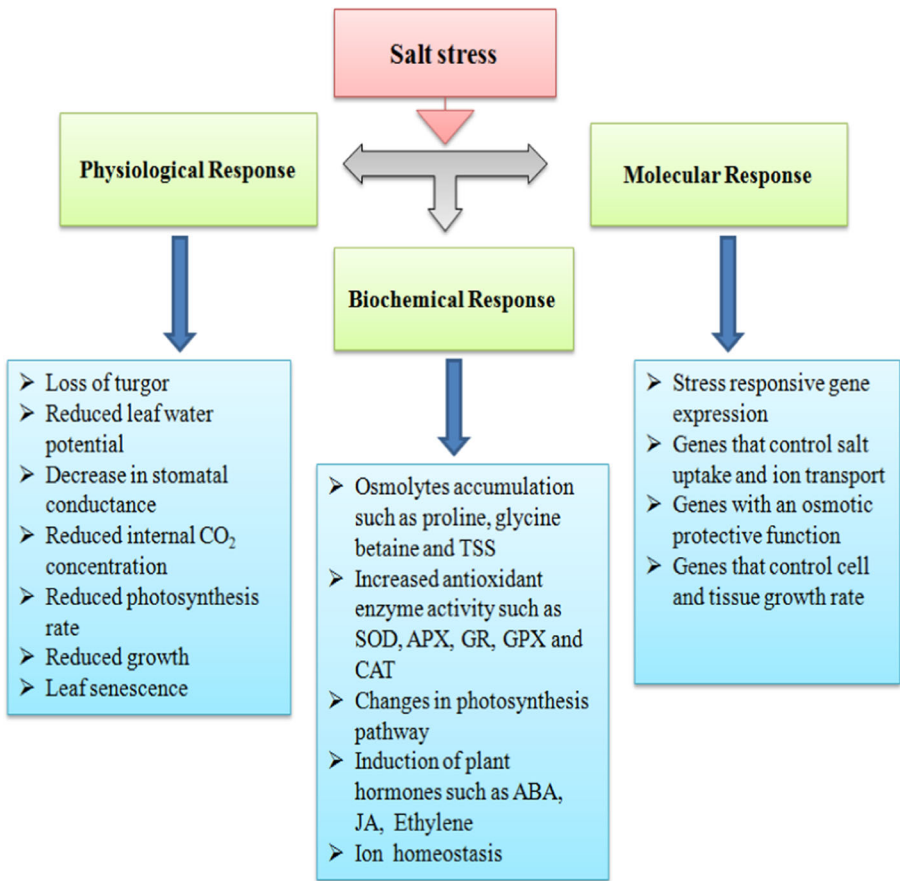 Salt stress
Physiological Response
Molecular Response
Biochemical Response
➢ Loss of turgor
➢ Reduced leaf water
potential
➢ Decrease in stomatal
conductance
➢ Reduced internal CO₂
concentration
➢ Reduced photosynthesis
rate
➢ Reduced growth
➢ Leaf senescence
➢ Osmolytes accumulation
such as proline, glycine
betaine and TSS
➢ Increased antioxidant
enzyme activity such as
SOD, APX, GR, GPX and
CAT
➢ Changes in photosynthesis
pathway
➢ Induction of plant
hormones such as ABA,
JA, Ethylene
➢ Ion homeostasis
➢ Stress responsive gene
expression
➢ Genes that control salt
uptake and ion transport
➢ Genes with an osmotic
protective function
➢ Genes that control cell
and tissue growth rate